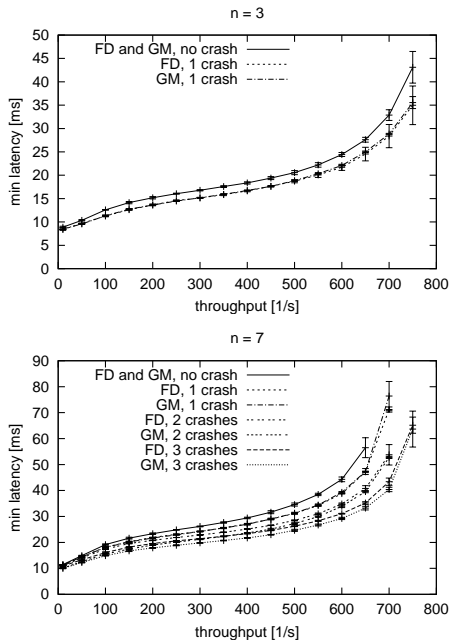 n = 3
50
45
40
35
30
25
20
15
10
5
0
min latency [ms]
FD and GM, no crash
FD, 1 crash
GM, 1 crash
0 100 200 300 400 500 600 700 800
throughput [1/s]
n = 7
90
80
70
60
50
40
30
20
10
0
min latency [ms]
FD and GM, no crash
FD, 1 crash
GM, 1 crash
FD, 2 crashes
GM, 2 crashes
FD, 3 crashes
GM, 3 crashes
0 100 200 300 400 500 600 700 800
throughput [1/s]